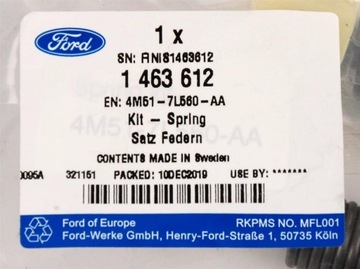 Ford
1 x
SN: FINIS1463612
1 463 612
EN: 4M51-7L560-AA
Kit - Spring
Satz Federn
CONTENTS MADE IN Sweden
0095A 321151 PACKED: 10DEC2019 USE BY: *******
Ford of Europe RKPMS NO. MFL001
Ford-Werke GmbH, Henry-Ford-Straße 1, 50735 Köln